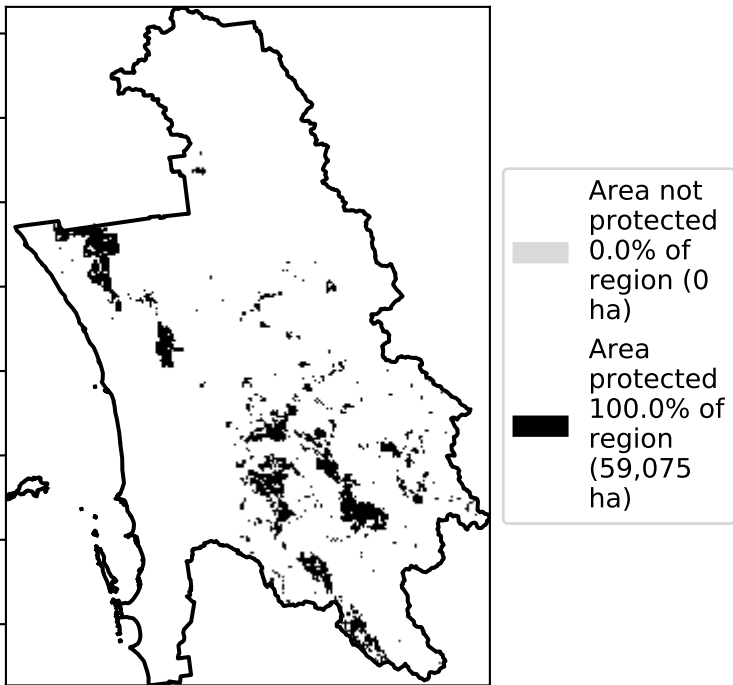 Area not
protected
0.0% of
region (0
ha)
Area
protected
100.0% of
region
(59,075
ha)